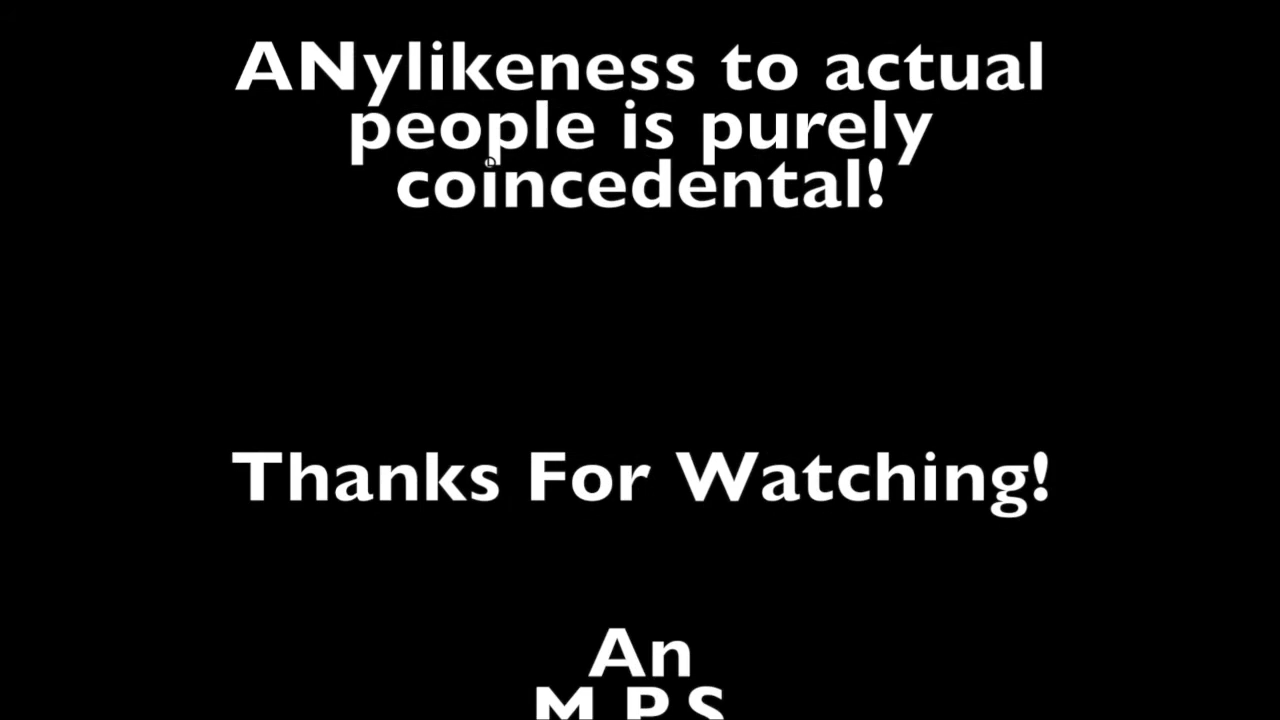 ANylikeness to actual
people is purely
coincedental!
Thanks For Watching!
An
M.P.S.